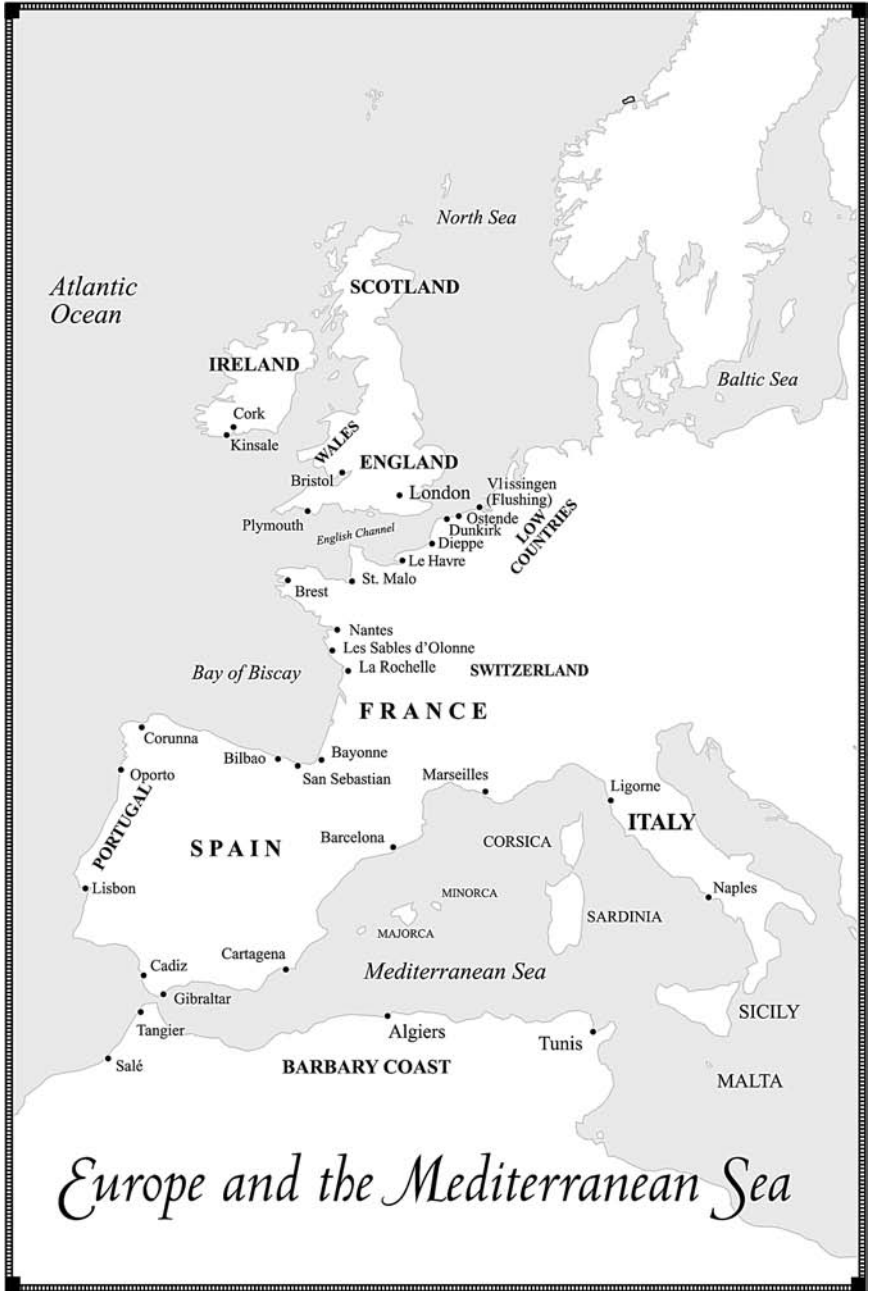 North Sea
Atlantic
Ocean
SCOTLAND
IRELAND
Baltic Sea
Cork
Kinsale
WALES
ENGLAND
Bristol
London
Vlissingen
(Flushing)
Plymouth
English Channel
Ostende
Dunkirk
LOW
COUNTRIES
Dieppe
Le Havre
St. Malo
Brest
Nantes
Les Sables d'Olonne
La Rochelle
Bay of Biscay
SWITZERLAND
FRANCE
Corunna
Bilbao
Bayonne
San Sebastian
Oporto
Marseilles
Ligorne
PORTUGAL
ITALY
SPAIN
Barcelona
CORSICA
Lisbon
MINORCA
Naples
MAJORCA
SARDINIA
Cartagena
Cadiz
Mediterranean Sea
Gibraltar
SICILY
Tangier
Algiers
Tunis
Salé
BARBARY COAST
MALTA
Europe and the Mediterranean Sea